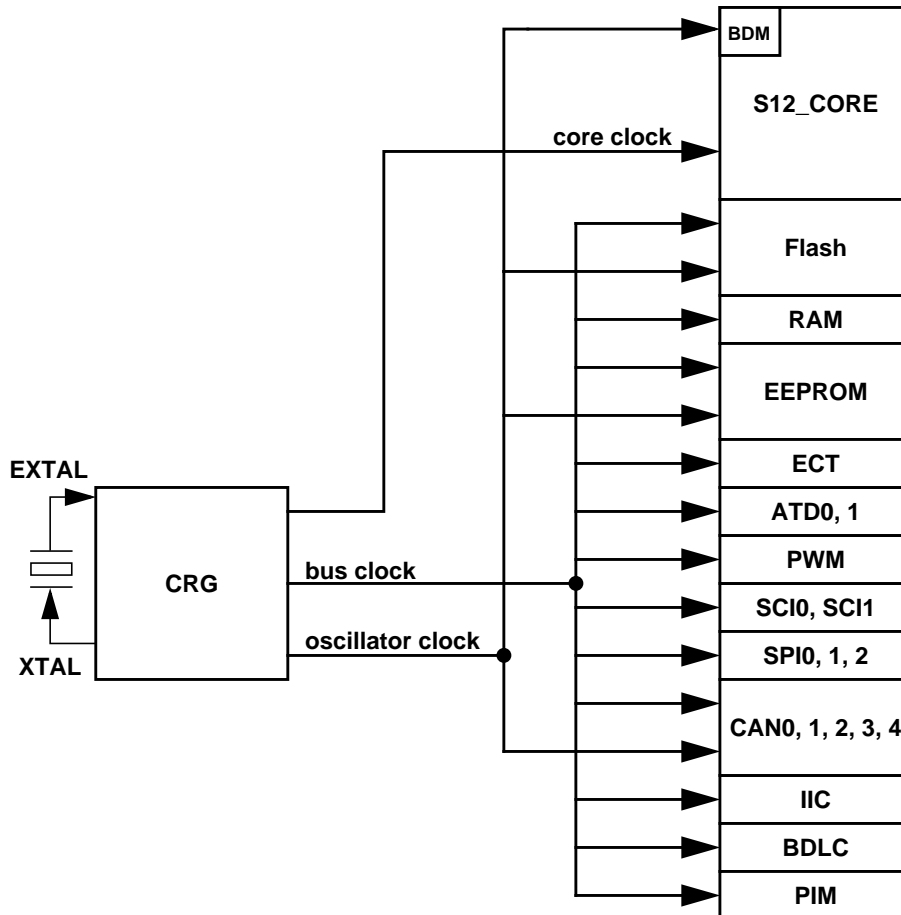 BDM
S12_CORE
core clock
Flash
RAM
EEPROM
EXTAL
ECT
ATD0, 1
CRG
bus clock
PWM
SCI0, SCI1
oscillator clock
XTAL
SPI0, 1, 2
CAN0, 1, 2, 3, 4
IIC
BDLC
PIM